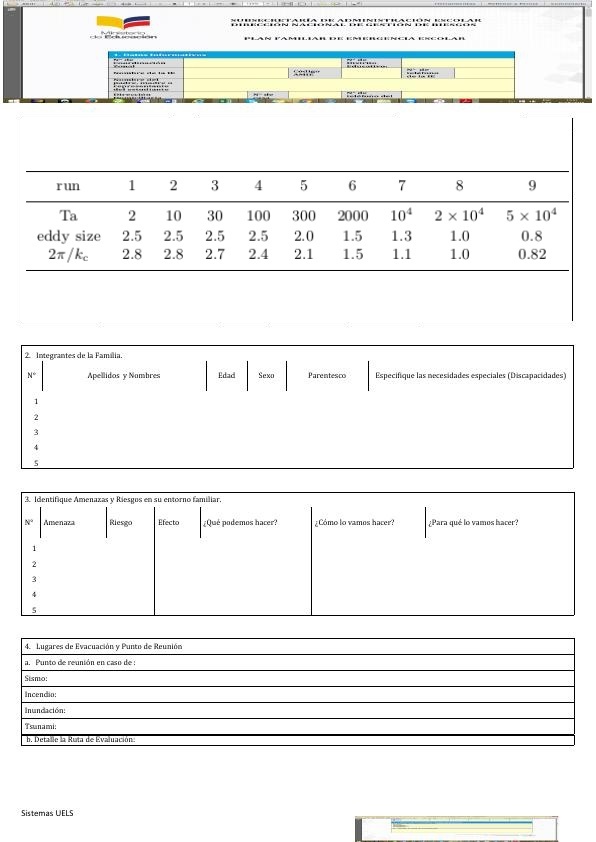 Ministerio
de Educación
SUBSECRETARÍA DE ADMINISTRACIÓN ESCOLAR
DIRECCIÓN NACIONAL DE GESTIÓN DE RIESGOS
PLAN FAMILIAR DE EMERGENCIA ESCOLAR
1. Datos Informativos
N° de Coordinación Zonal
N° de Distrito Educativo:
Nombre de la IE
Código AMIE
N° de teléfono de la IE
Nombre del padre, madre o representante del estudiante
Dirección
N° de
N° de teléfono del
run 1 2 3 4 5 6 7 8 9
Ta 2 10 30 100 300 2000 10⁴ 2 × 10⁴ 5 × 10⁴
eddy size 2.5 2.5 2.5 2.5 2.0 1.5 1.3 1.0 0.8
2π/kc 2.8 2.8 2.7 2.4 2.1 1.5 1.1 1.0 0.82
2. Integrantes de la Familia.
N° Apellidos y Nombres Edad Sexo Parentesco Especifique las necesidades especiales (Discapacidades)
1
2
3
4
5
3. Identifique Amenazas y Riesgos en su entorno familiar.
N° Amenaza Riesgo Efecto ¿Qué podemos hacer? ¿Cómo lo vamos hacer? ¿Para qué lo vamos hacer?
1
2
3
4
5
4. Lugares de Evacuación y Punto de Reunión
a. Punto de reunión en caso de :
Sismo:
Incendio:
Inundación:
Tsunami:
b. Detalle la Ruta de Evaluación:
Sistemas UELS